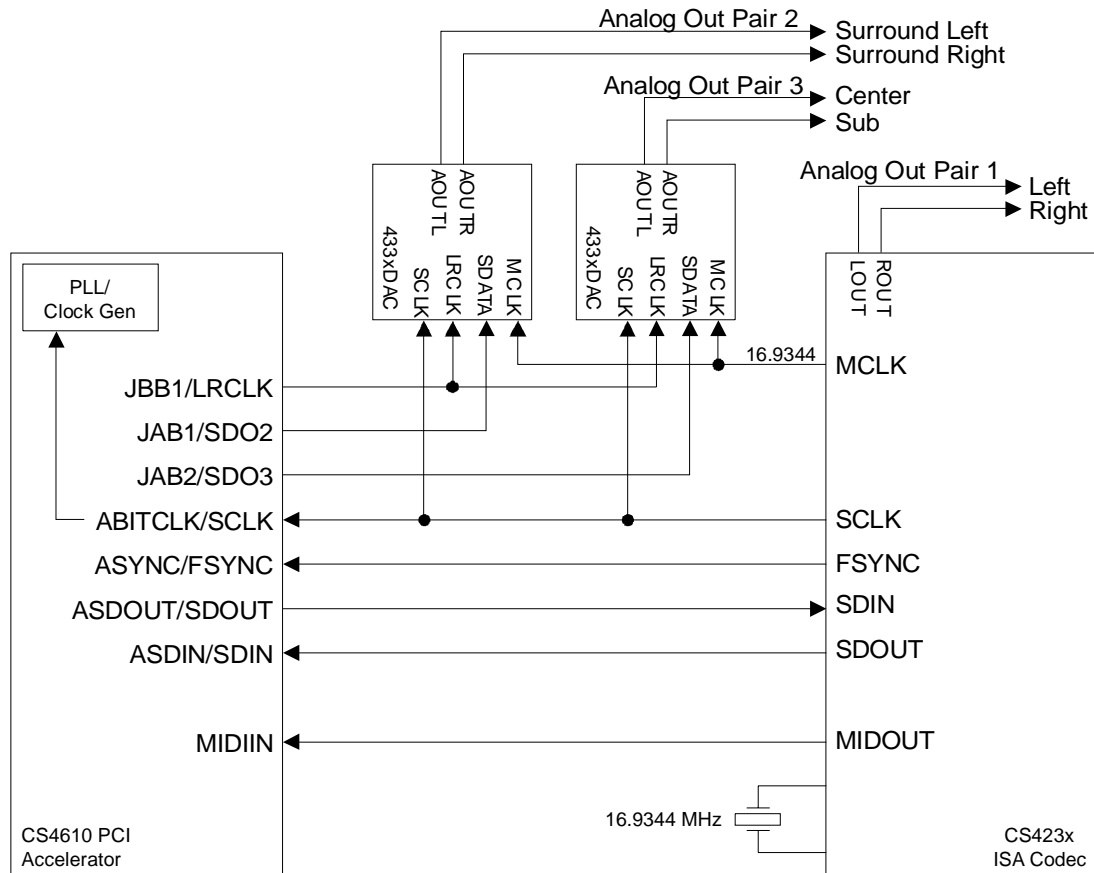 Analog Out Pair 2
Surround Left
Surround Right
Analog Out Pair 3
Center
Sub
Analog Out Pair 1
Left
Right
AOUTL
AOUTR
433xDAC
SCLK
LRCLK
SDATA
MCLK
AOUTL
AOUTR
433xDAC
SCLK
LRCLK
SDATA
MCLK
LOUT
ROUT
PLL/
Clock Gen
16.9344
MCLK
JBB1/LRCLK
JAB1/SDO2
JAB2/SDO3
ABITCLK/SCLK
SCLK
ASYNC/FSYNC
FSYNC
ASDOUT/SDOUT
SDIN
ASDIN/SDIN
SDOUT
MIDIIN
MIDOUT
16.9344 MHz
CS4610 PCI
Accelerator
CS423x
ISA Codec